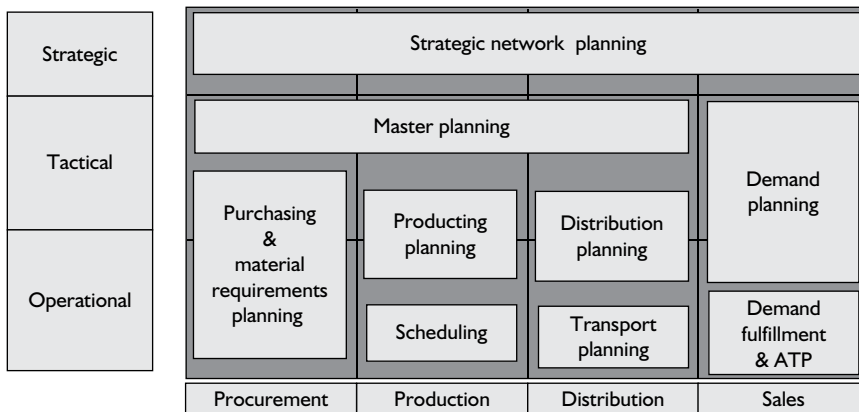 Strategic
Tactical
Operational
Strategic network planning
Master planning
Purchasing
&
material
requirements
planning
Producting
planning
Scheduling
Distribution
planning
Transport
planning
Demand
planning
Demand
fulfillment
& ATP
Procurement
Production
Distribution
Sales